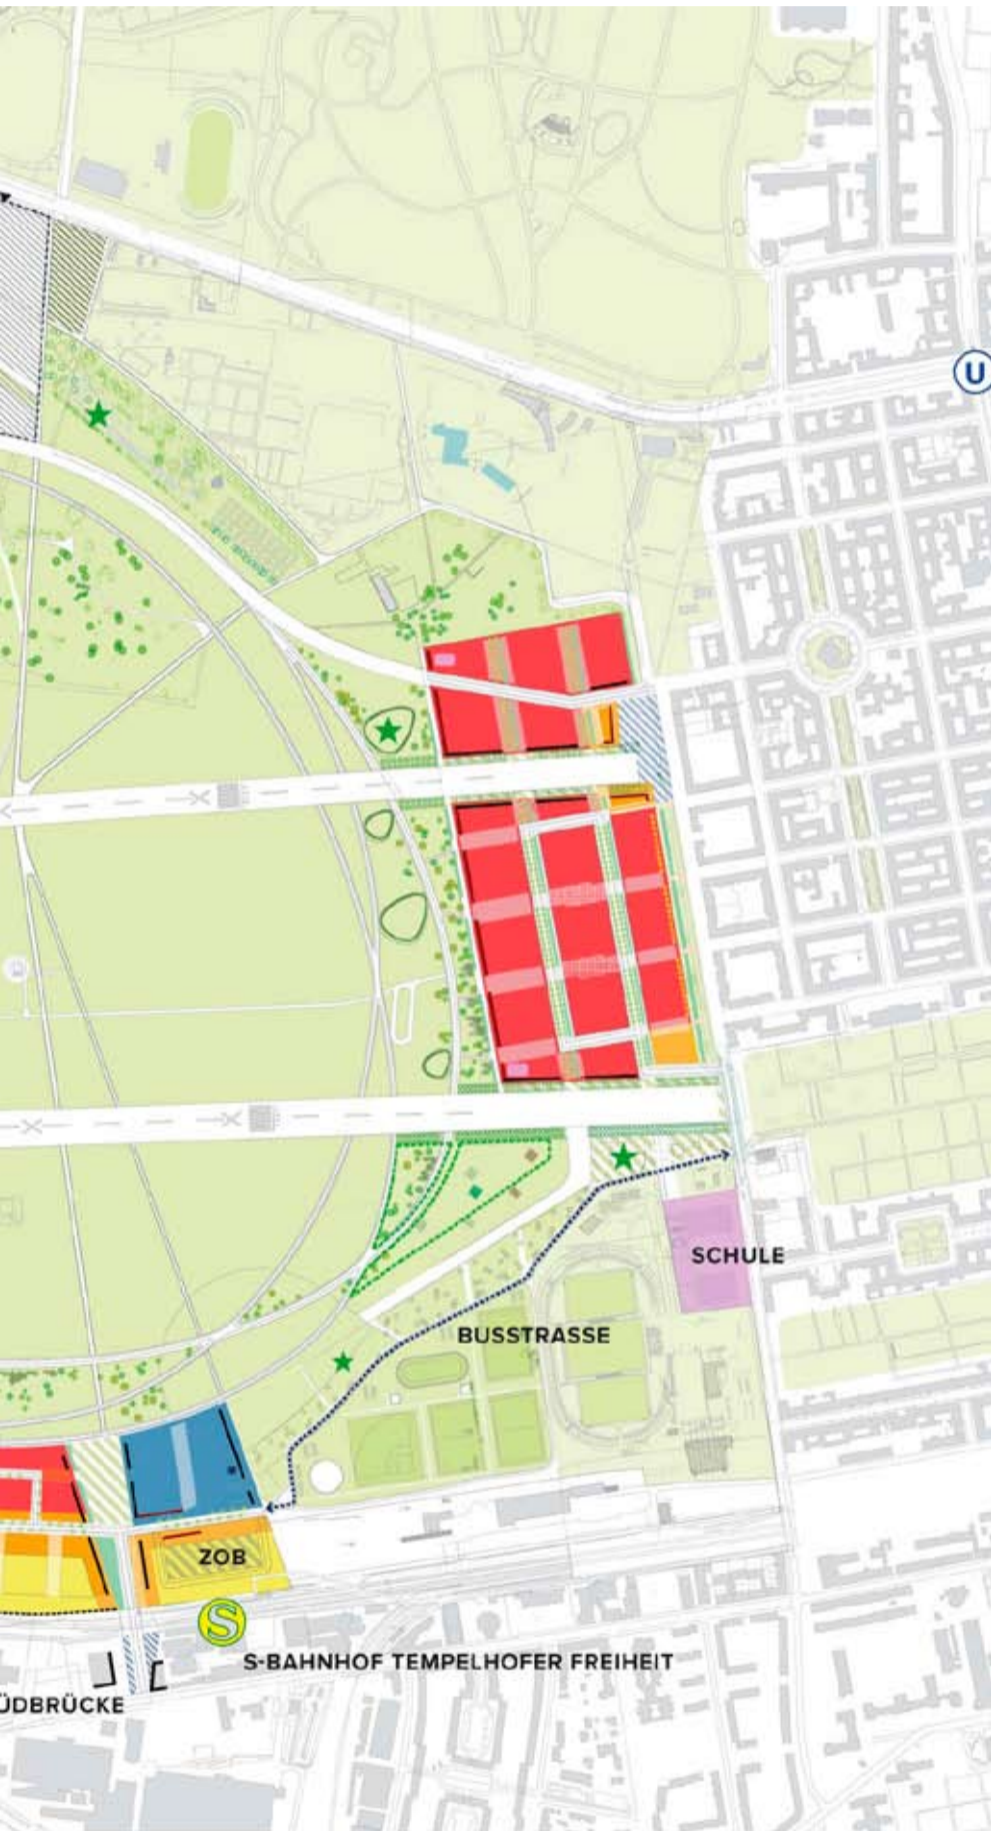 U
SCHULE
BUSSTRASSE
ZOB
S
S-BAHNHOF TEMPELHOFER FREIHEIT
ÜDBRÜCKE